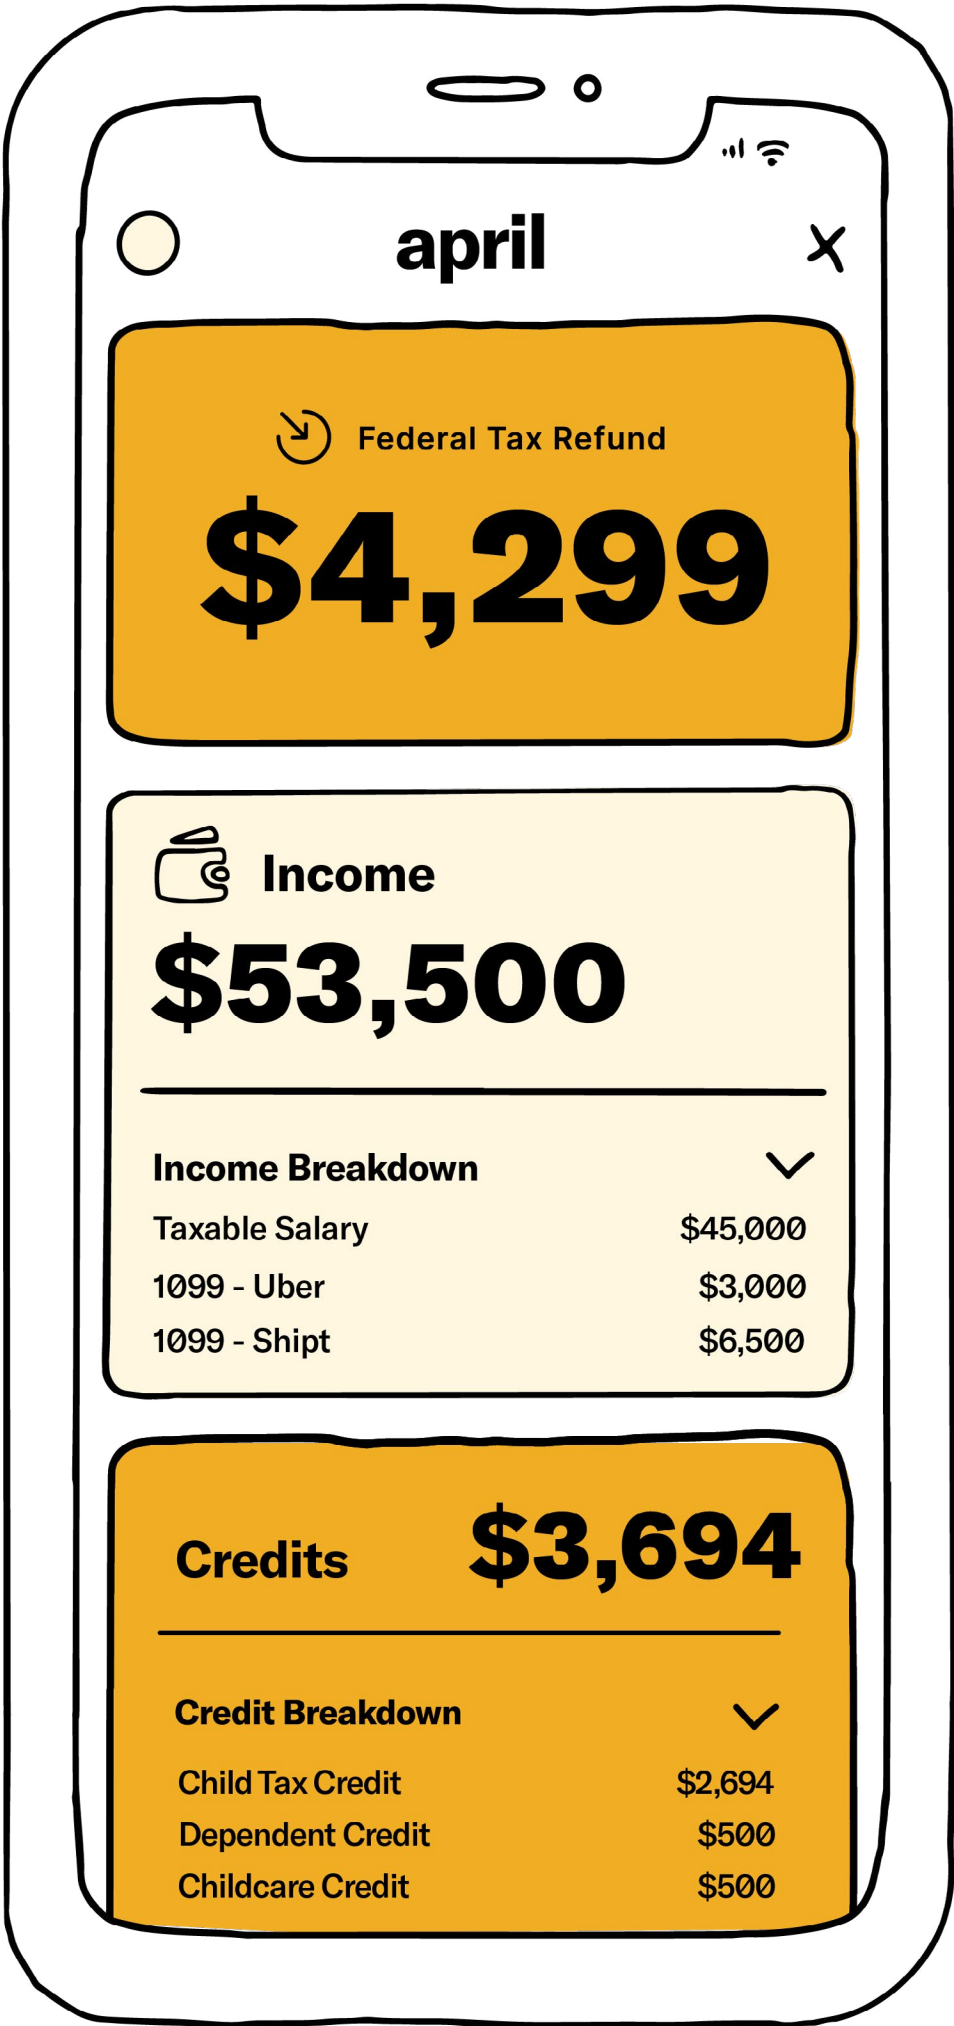 april
Federal Tax Refund
$4,299
Income
$53,500
Income Breakdown
Taxable Salary $45,000
1099 - Uber $3,000
1099 - Shipt $6,500
Credits $3,694
Credit Breakdown
Child Tax Credit $2,694
Dependent Credit $500
Childcare Credit $500